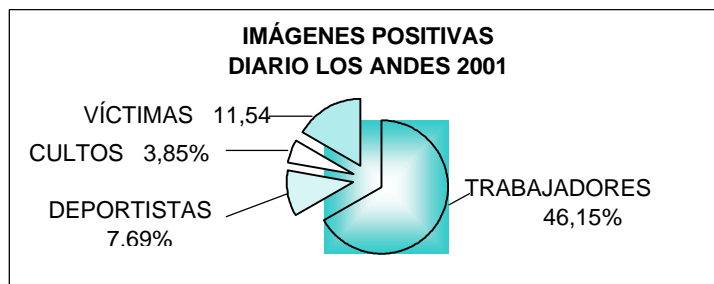 IMÁGENES POSITIVAS
DIARIO LOS ANDES 2001
VÍCTIMAS 11,54
CULTOS 3,85%
DEPORTISTAS
7.69%
TRABAJADORES
46,15%